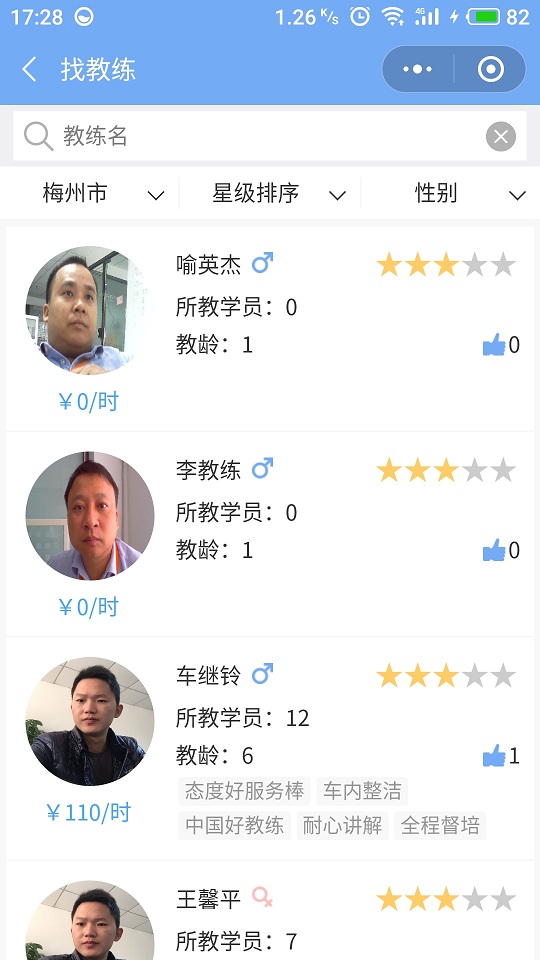 17:28 1.26 K/s 4G 82
找教练
教练名
梅州市 星级排序 性别
喻英杰
所教学员：0
教龄：1 0
￥0/时
李教练
所教学员：0
教龄：1 0
￥0/时
车继铃
所教学员：12
教龄：6 1
态度好服务棒 车内整洁
￥110/时
中国好教练 耐心讲解 全程督培
王馨平
所教学员：7